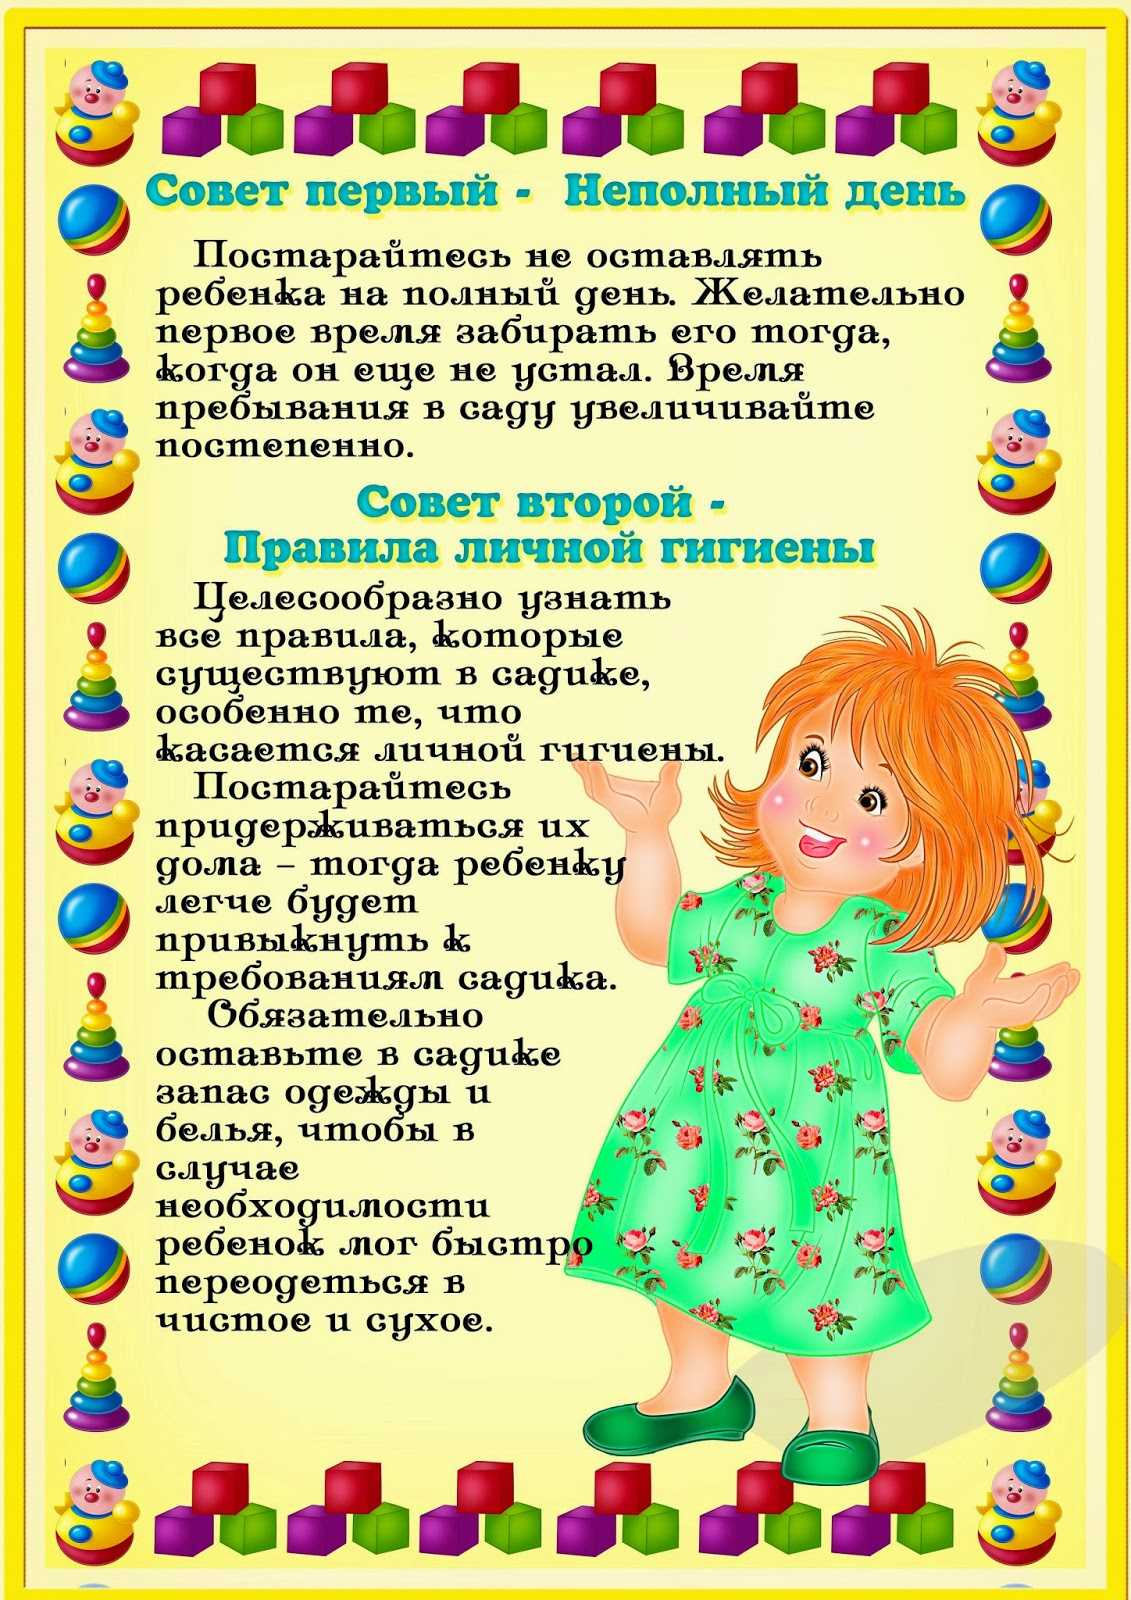 Совет первый - Неполный день
Постарайтесь не оставлять
ребенка на полный день. Желательно
первое время забирать его тогда,
когда он еще не устал. Время
пребывания в саду увеличивайте
постепенно.
Совет второй -
Правила личной гигиены
Целесообразно узнать
все правила, которые
существуют в садике,
особенно те, что
касается личной гигиены.
Постарайтесь
придерживаться их
дома – тогда ребенку
легче будет
привыкнуть к
требованиям садика.
Обязательно
оставьте в садике
запас одежды и
белья, чтобы в
случае
необходимости
ребенок мог быстро
переодеться в
чистое и сухое.